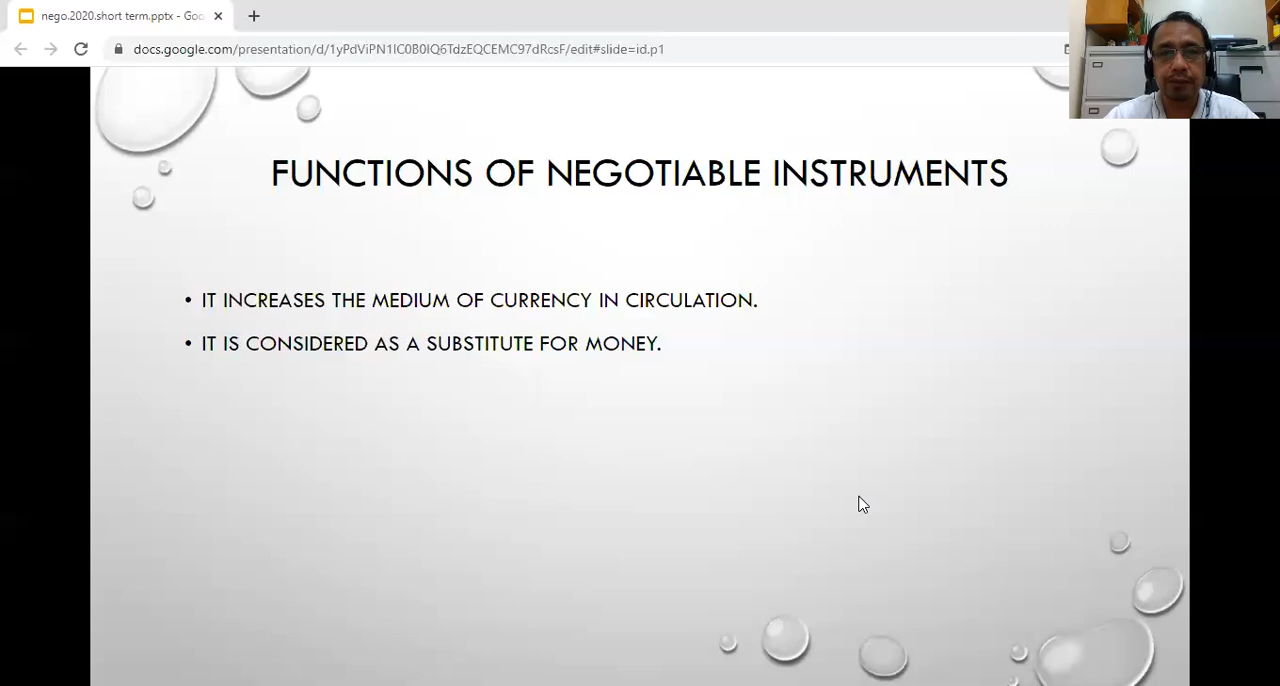 nego.2020.short term.pptx - Goo
docs.google.com/presentation/d/1yPdViPN1IC0B0IQ6TdzEQCEMC97dRcsF/edit#slide=id.p1
FUNCTIONS OF NEGOTIABLE INSTRUMENTS
• IT INCREASES THE MEDIUM OF CURRENCY IN CIRCULATION.
• IT IS CONSIDERED AS A SUBSTITUTE FOR MONEY.